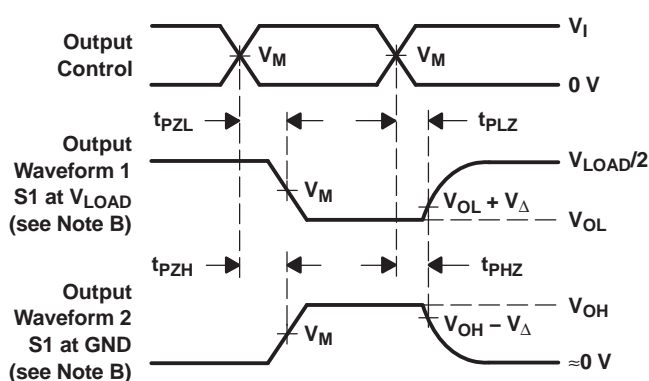 Output
Control
V_M
V_M
V_I
0 V
t_PZL
t_PLZ
Output
Waveform 1
S1 at V_LOAD
(see Note B)
V_M
V_LOAD/2
V_OL + V_Δ
V_OL
t_PZH
t_PHZ
Output
Waveform 2
S1 at GND
(see Note B)
V_M
V_OH
V_OH − V_Δ
≈0 V